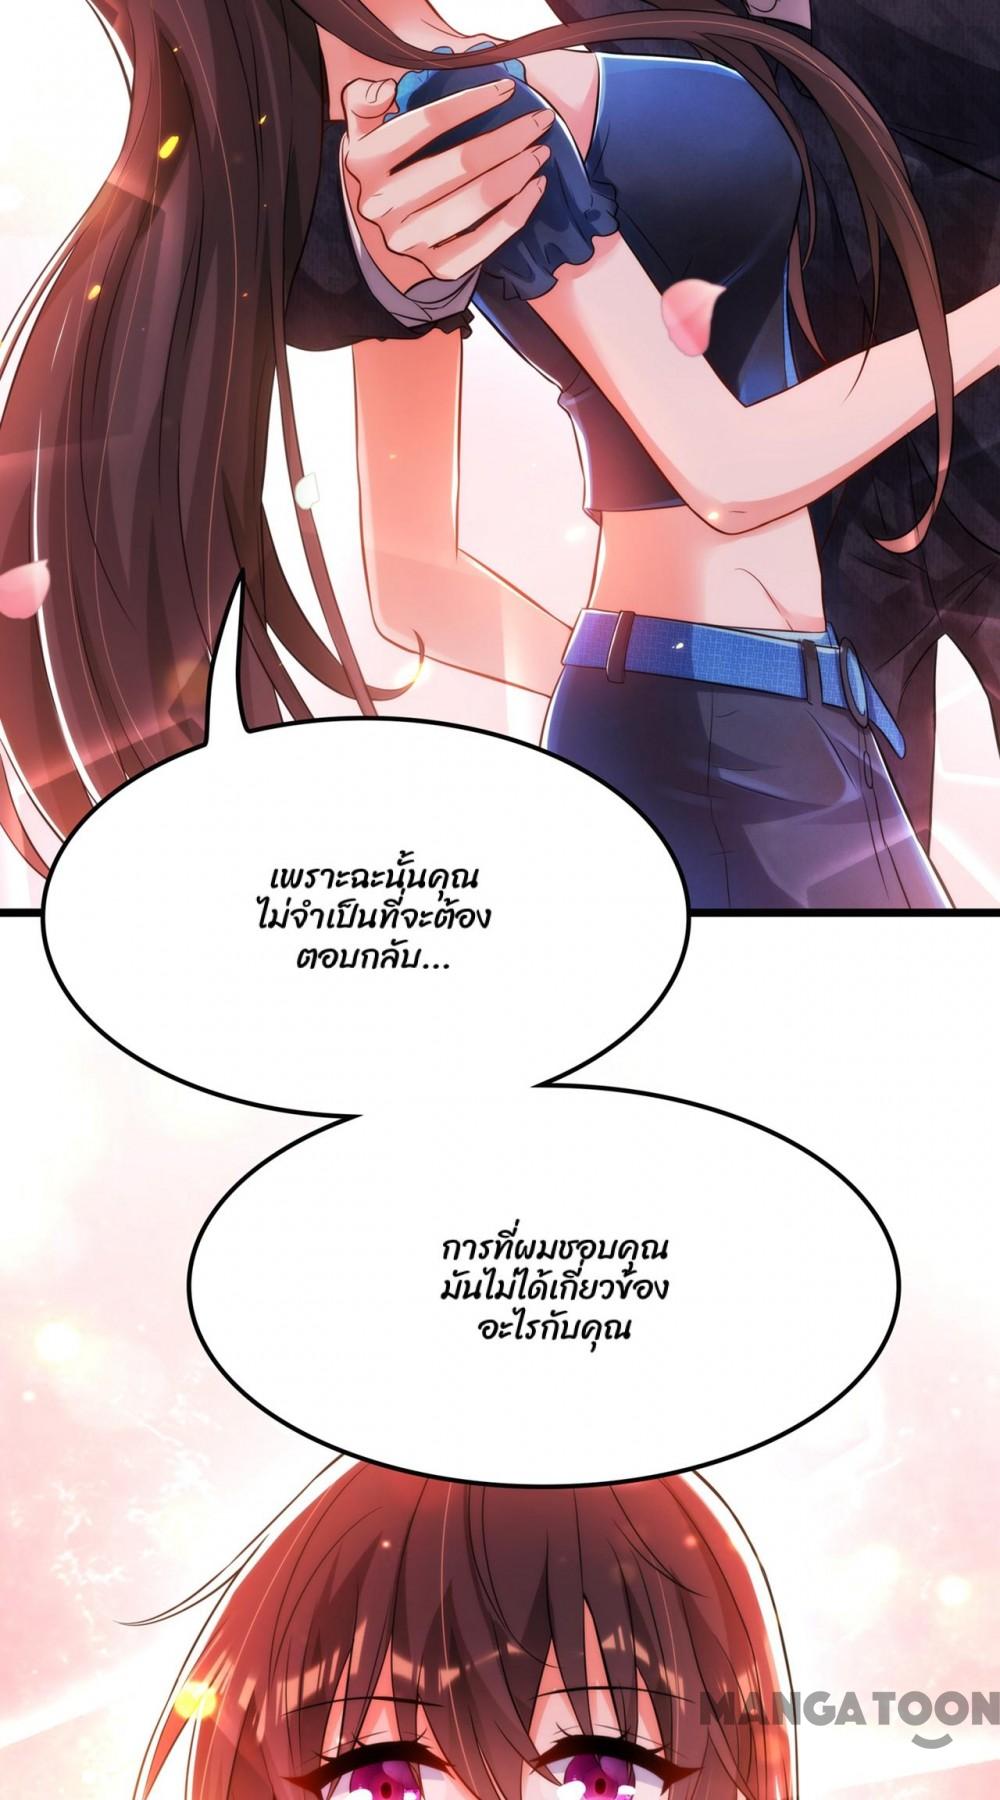 เพราะฉะนั้นคุณ
ไม่จำเป็นที่จะต้อง
ตอบกลับ...
การที่ผมชอบคุณ
มันไม่ได้เกี่ยวข้อง
อะไรกับคุณ
MANGATOON